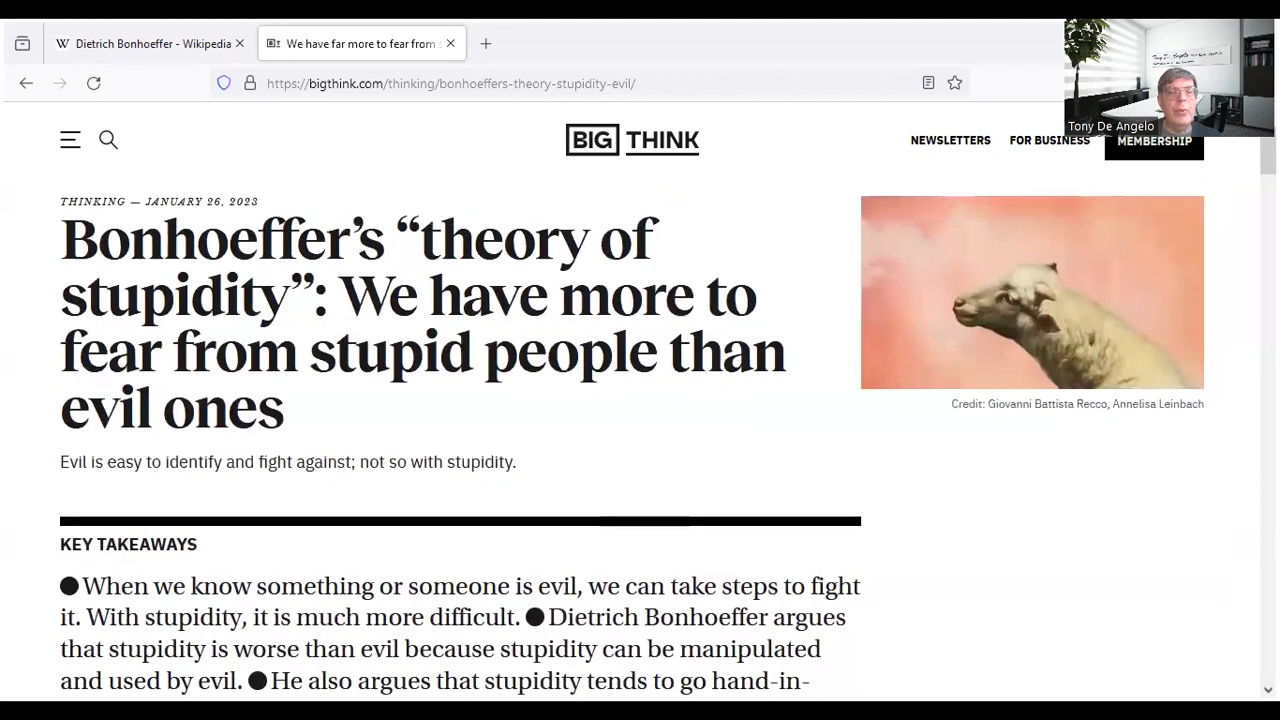 Dietrich Bonhoeffer - Wikipedia
We have far more to fear from
https://bigthink.com/thinking/bonhoeffers-theory-stupidity-evil/
Tony De Angelo
BIG THINK
NEWSLETTERS
FOR BUSINESS
MEMBERSHIP
THINKING — JANUARY 26, 2023
Bonhoeffer’s “theory of
stupidity”: We have more to
fear from stupid people than
evil ones
Credit: Giovanni Battista Recco, Annelisa Leinbach
Evil is easy to identify and fight against; not so with stupidity.
KEY TAKEAWAYS
● When we know something or someone is evil, we can take steps to fight
it. With stupidity, it is much more difficult. ● Dietrich Bonhoeffer argues
that stupidity is worse than evil because stupidity can be manipulated
and used by evil. ● He also argues that stupidity tends to go hand-in-